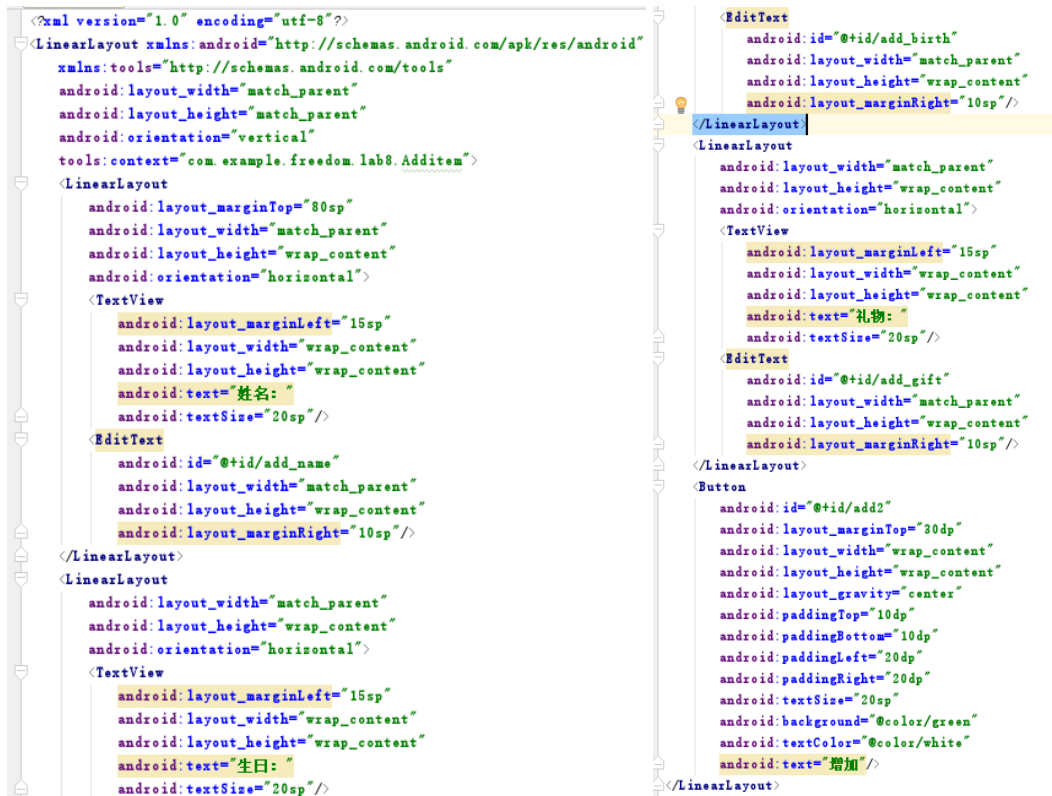 <?xml version="1.0" encoding="utf-8"?>
<LinearLayout xmlns:android="http://schemas.android.com/apk/res/android"
xmlns:tools="http://schemas.android.com/tools"
android:layout_width="match_parent"
android:layout_height="match_parent"
android:orientation="vertical"
tools:context="com.example.freedom.lab8.Additem">
<LinearLayout
android:layout_marginTop="80sp"
android:layout_width="match_parent"
android:layout_height="wrap_content"
android:orientation="horizontal">
<TextView
android:layout_marginLeft="15sp"
android:layout_width="wrap_content"
android:layout_height="wrap_content"
android:text="姓名："
android:textSize="20sp"/>
<EditText
android:id="@+id/add_name"
android:layout_width="match_parent"
android:layout_height="wrap_content"
android:layout_marginRight="10sp"/>
</LinearLayout>
<LinearLayout
android:layout_width="match_parent"
android:layout_height="wrap_content"
android:orientation="horizontal">
<TextView
android:layout_marginLeft="15sp"
android:layout_width="wrap_content"
android:layout_height="wrap_content"
android:text="生日："
android:textSize="20sp"/>
<EditText
android:id="@+id/add_birth"
android:layout_width="match_parent"
android:layout_height="wrap_content"
android:layout_marginRight="10sp"/>
</LinearLayout>
<LinearLayout
android:layout_width="match_parent"
android:layout_height="wrap_content"
android:orientation="horizontal">
<TextView
android:layout_marginLeft="15sp"
android:layout_width="wrap_content"
android:layout_height="wrap_content"
android:text="礼物："
android:textSize="20sp"/>
<EditText
android:id="@+id/add_gift"
android:layout_width="match_parent"
android:layout_height="wrap_content"
android:layout_marginRight="10sp"/>
</LinearLayout>
<Button
android:id="@+id/add2"
android:layout_marginTop="30dp"
android:layout_width="wrap_content"
android:layout_height="wrap_content"
android:layout_gravity="center"
android:paddingTop="10dp"
android:paddingBottom="10dp"
android:paddingLeft="20dp"
android:paddingRight="20dp"
android:textSize="20sp"
android:background="@color/green"
android:textColor="@color/white"
android:text="增加"/>
</LinearLayout>